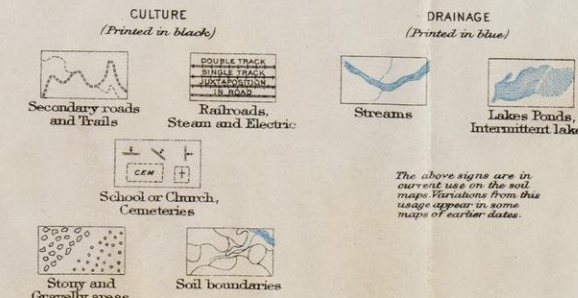 CULTURE
(Printed in black)
DOUBLE TRACK
SINGLE TRACK
JUXTAPOSITION
IN ROAD
Secondary roads
and Trails
Railroads,
Steam and Electric
CEM
School or Church,
Cemeteries
Stony and
Gravelly areas
Soil boundaries
DRAINAGE
(Printed in blue)
Streams
Lakes Ponds,
Intermittent lake
The above signs are in
current use on the soil
maps. Variations from this
usage appear in some
maps of earlier dates.